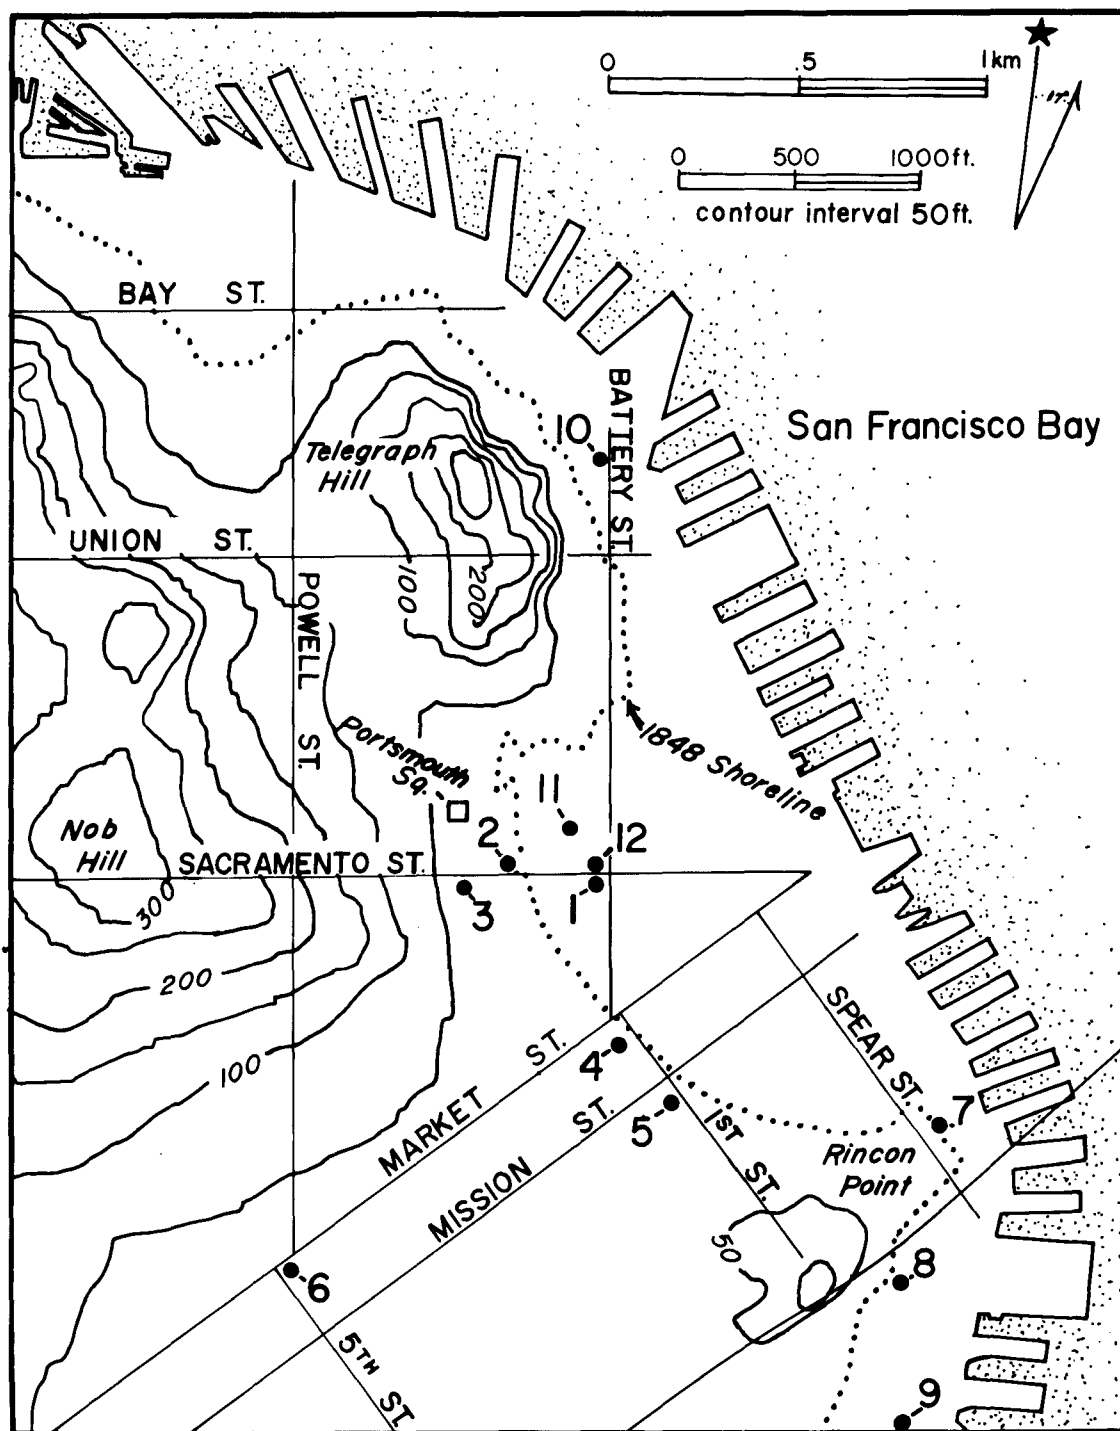 0 .5 1km
0 500 1000ft.
contour interval 50ft.
BAY ST.
San Francisco Bay
BATTERY ST.
10
Telegraph
Hill
UNION ST.
100
200
POWELL ST.
1848 Shoreline
Portsmouth
Sq.
11
12
2
Nob
Hill
SACRAMENTO ST.
3
1
300
200
100
SPEAR ST.
MARKET ST.
4
MISSION ST.
5
1ST ST.
7
Rincon
Point
50
6
8
5TH ST.
9